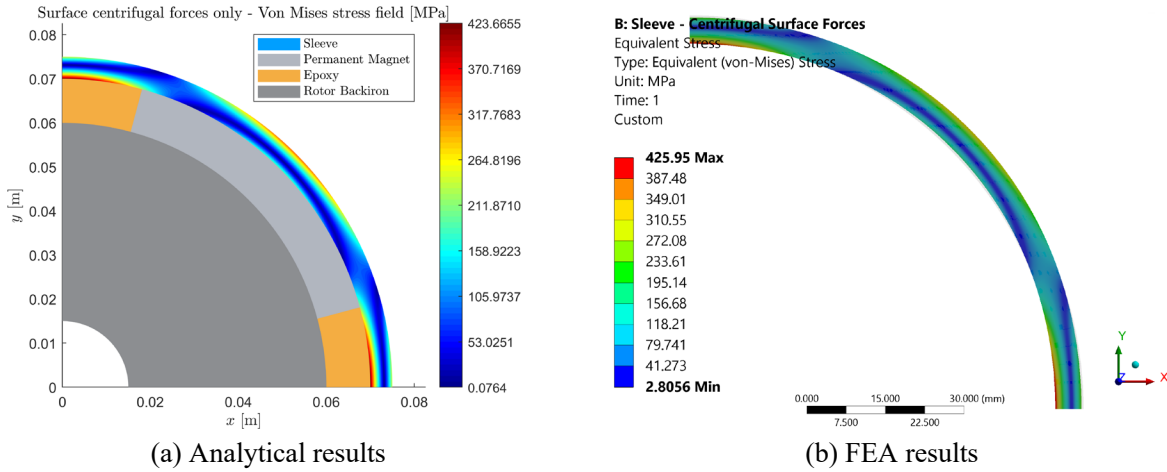 Surface centrifugal forces only - Von Mises stress field [MPa]
0.08
0.07
0.06
0.05
0.04
0.03
0.02
0.01
0
y [m]
0
0.02
0.04
0.06
0.08
x [m]
Sleeve
Permanent Magnet
Epoxy
Rotor Backiron
423.6655
370.7169
317.7683
264.8196
211.8710
158.9223
105.9737
53.0251
0.0764
(a) Analytical results
B: Sleeve - Centrifugal Surface Forces
Equivalent Stress
Type: Equivalent (von-Mises) Stress
Unit: MPa
Time: 1
Custom
425.95 Max
387.48
349.01
310.55
272.08
233.61
195.14
156.68
118.21
79.741
41.273
2.8056 Min
0.000
15.000
30.000 (mm)
7.500
22.500
Y
Z
X
(b) FEA results